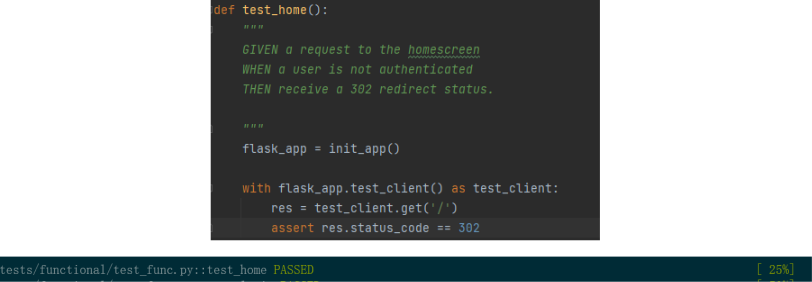 def test_home():
"""
GIVEN a request to the homescreen
WHEN a user is not authenticated
THEN receive a 302 redirect status.
"""
flask_app = init_app()
with flask_app.test_client() as test_client:
res = test_client.get('/')
assert res.status_code == 302
tests/functional/test_func.py::test_home PASSED [ 25%]